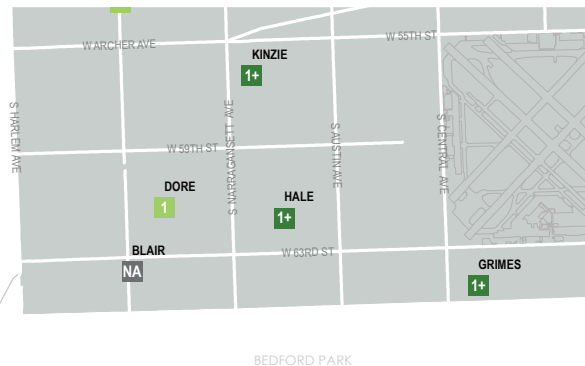 W ARCHER AVE
W 55TH ST
KINZIE
1+
S HARLEM AVE
S NARRAGANSETT AVE
S AUSTIN AVE
S CENTRAL AVE
W 59TH ST
DORE
1
HALE
1+
BLAIR
NA
W 63RD ST
GRIMES
1+
BEDFORD PARK